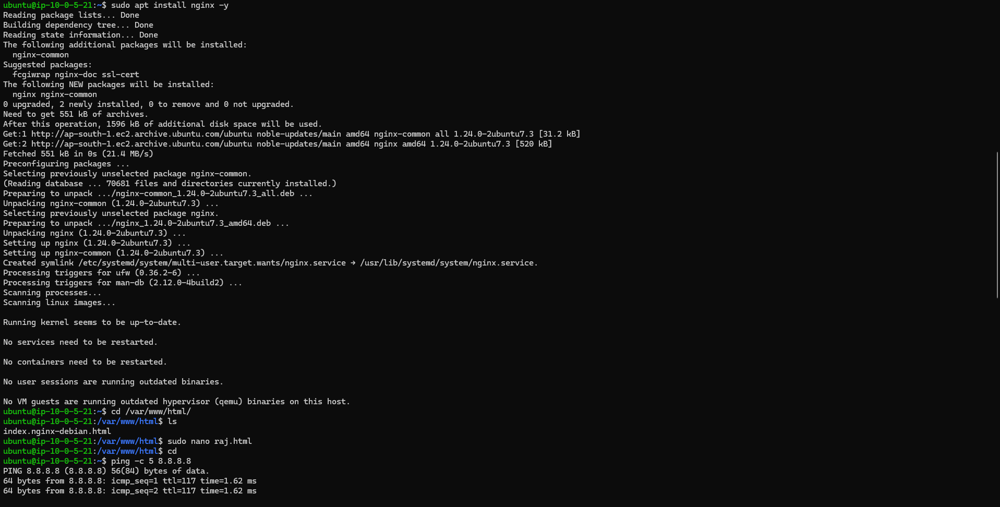 ubuntu@ip-10-0-5-21:~$ sudo apt install nginx -y
Reading package lists... Done
Building dependency tree... Done
Reading state information... Done
The following additional packages will be installed:
  nginx-common
Suggested packages:
  fcgiwrap nginx-doc ssl-cert
The following NEW packages will be installed:
  nginx nginx-common
0 upgraded, 2 newly installed, 0 to remove and 0 not upgraded.
Need to get 551 kB of archives.
After this operation, 1596 kB of additional disk space will be used.
Get:1 http://ap-south-1.ec2.archive.ubuntu.com/ubuntu noble-updates/main amd64 nginx-common all 1.24.0-2ubuntu7.3 [31.2 kB]
Get:2 http://ap-south-1.ec2.archive.ubuntu.com/ubuntu noble-updates/main amd64 nginx amd64 1.24.0-2ubuntu7.3 [520 kB]
Fetched 551 kB in 0s (21.4 MB/s)
Preconfiguring packages ...
Selecting previously unselected package nginx-common.
(Reading database ... 70681 files and directories currently installed.)
Preparing to unpack .../nginx-common_1.24.0-2ubuntu7.3_all.deb ...
Unpacking nginx-common (1.24.0-2ubuntu7.3) ...
Selecting previously unselected package nginx.
Preparing to unpack .../nginx_1.24.0-2ubuntu7.3_amd64.deb ...
Unpacking nginx (1.24.0-2ubuntu7.3) ...
Setting up nginx (1.24.0-2ubuntu7.3) ...
Setting up nginx-common (1.24.0-2ubuntu7.3) ...
Created symlink /etc/systemd/system/multi-user.target.wants/nginx.service → /usr/lib/systemd/system/nginx.service.
Processing triggers for ufw (0.36.2-6) ...
Processing triggers for man-db (2.12.0-4build2) ...
Scanning processes...
Scanning linux images...
Running kernel seems to be up-to-date.
No services need to be restarted.
No containers need to be restarted.
No user sessions are running outdated binaries.
No VM guests are running outdated hypervisor (qemu) binaries on this host.
ubuntu@ip-10-0-5-21:~$ cd /var/www/html/
ubuntu@ip-10-0-5-21:/var/www/html$ ls
index.nginx-debian.html
ubuntu@ip-10-0-5-21:/var/www/html$ sudo nano raj.html
ubuntu@ip-10-0-5-21:/var/www/html$ cd
ubuntu@ip-10-0-5-21:~$ ping -c 5 8.8.8.8
PING 8.8.8.8 (8.8.8.8) 56(84) bytes of data.
64 bytes from 8.8.8.8: icmp_seq=1 ttl=117 time=1.62 ms
64 bytes from 8.8.8.8: icmp_seq=2 ttl=117 time=1.62 ms